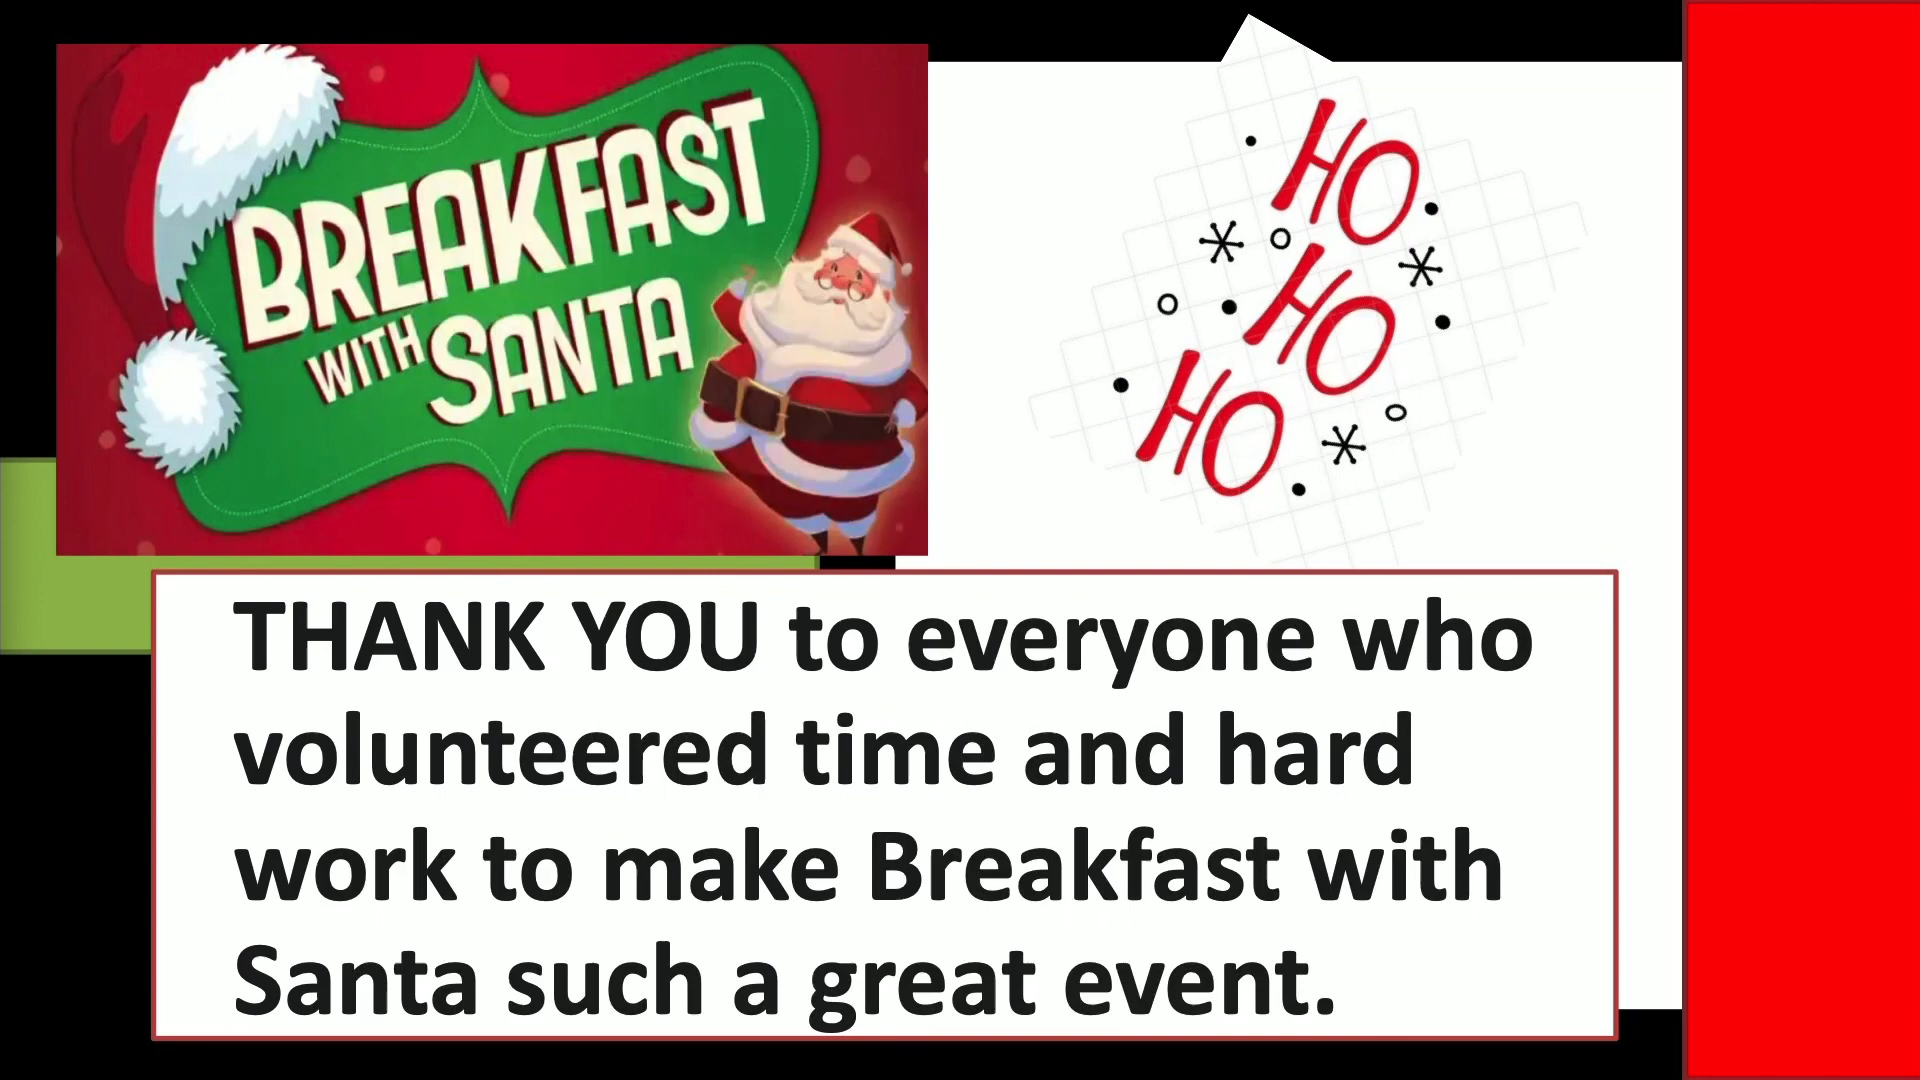 BREAKFAST
WITH SANTA
HO
HO
HO
THANK YOU to everyone who
volunteered time and hard
work to make Breakfast with
Santa such a great event.